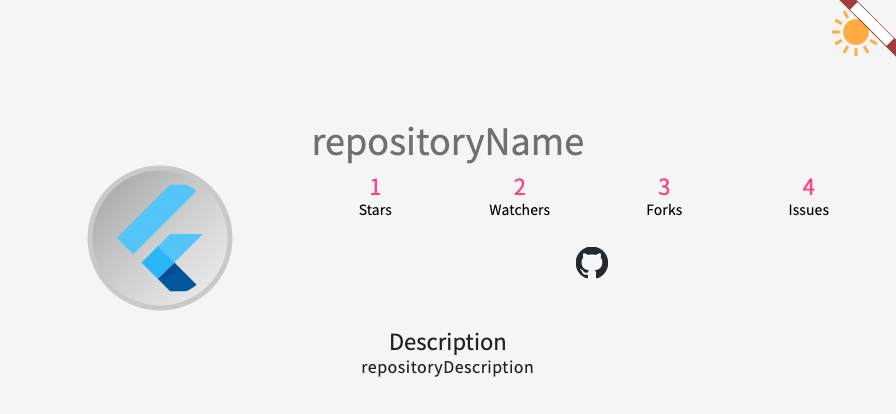 repositoryName
1 2 3 4
Stars Watchers Forks Issues
Description
repositoryDescription